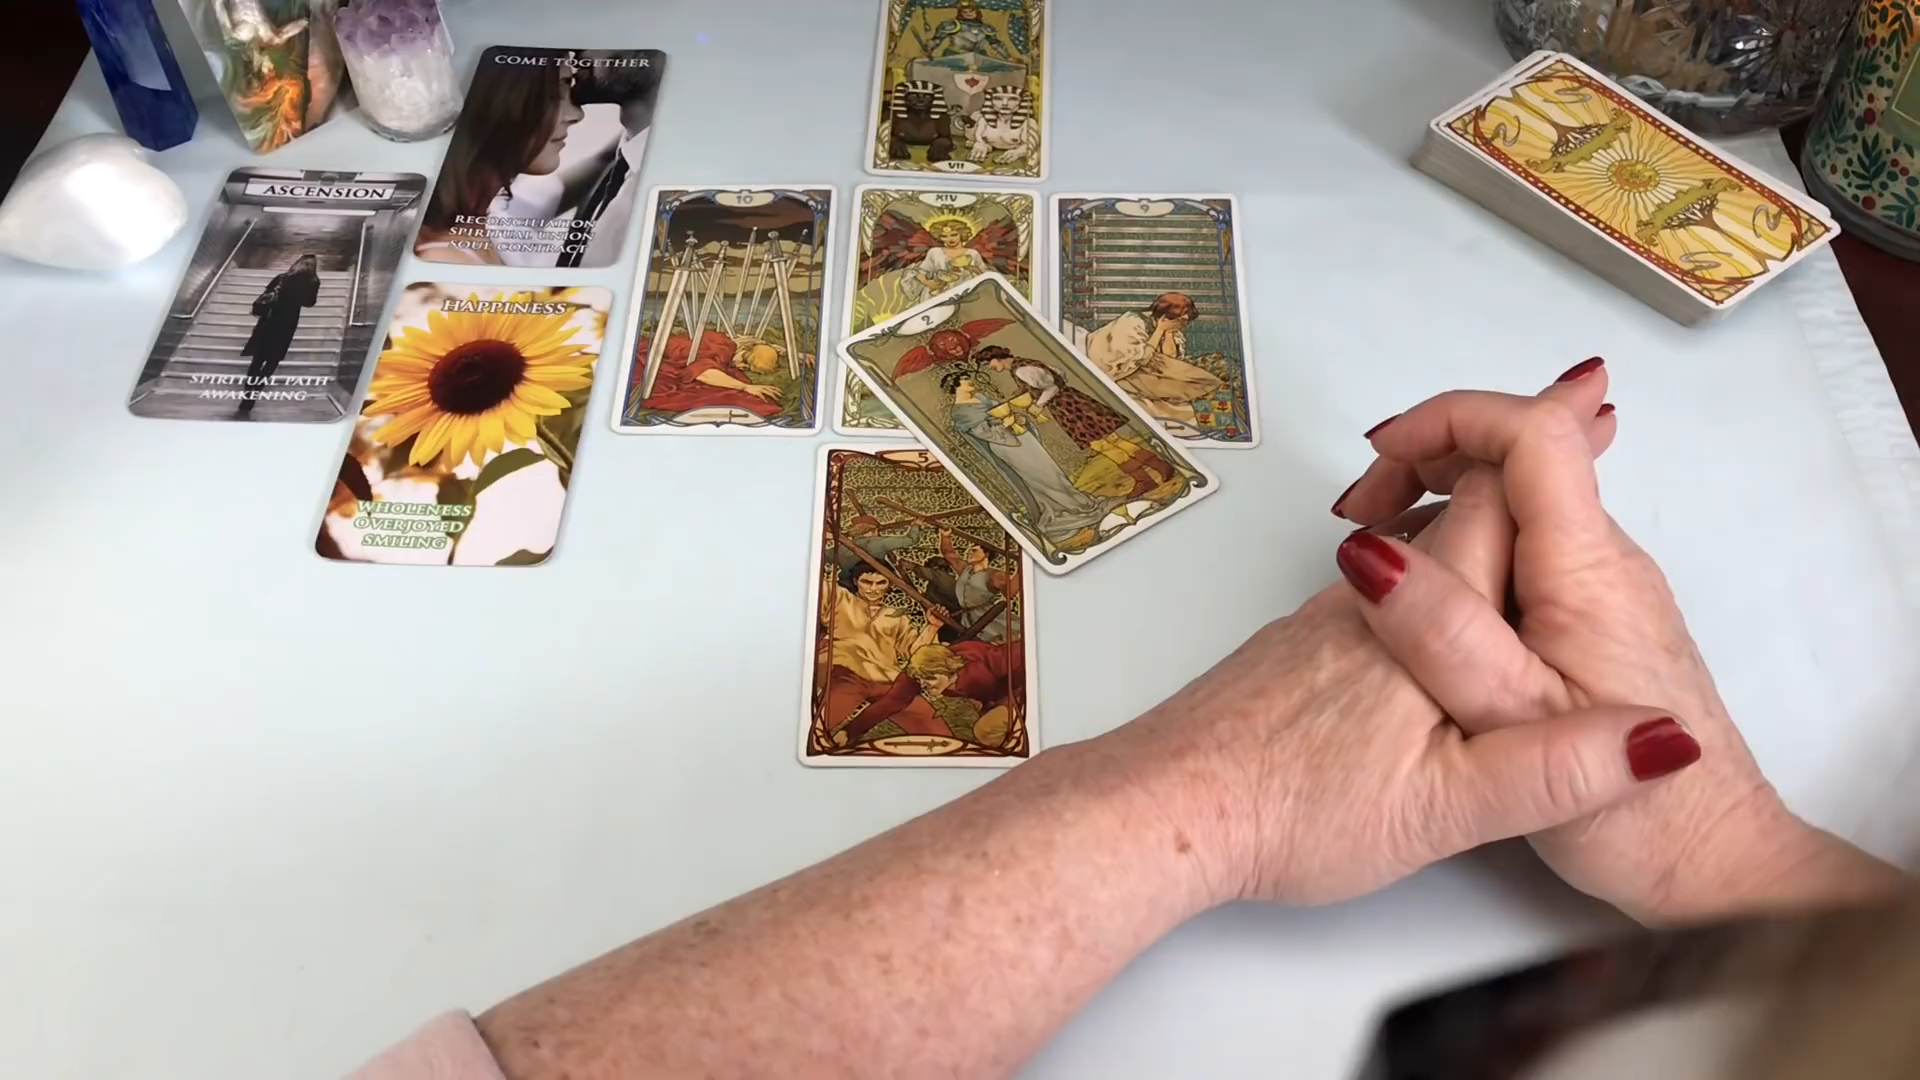 COME TOGETHER
RECONCILIATION
SPIRITUAL UNION
SOUL CONTRACT
ASCENSION
SPIRITUAL PATH
AWAKENING
HAPPINESS
WHOLENESS
OVERJOYED
SMILING
VII
10
XIV
9
2
5